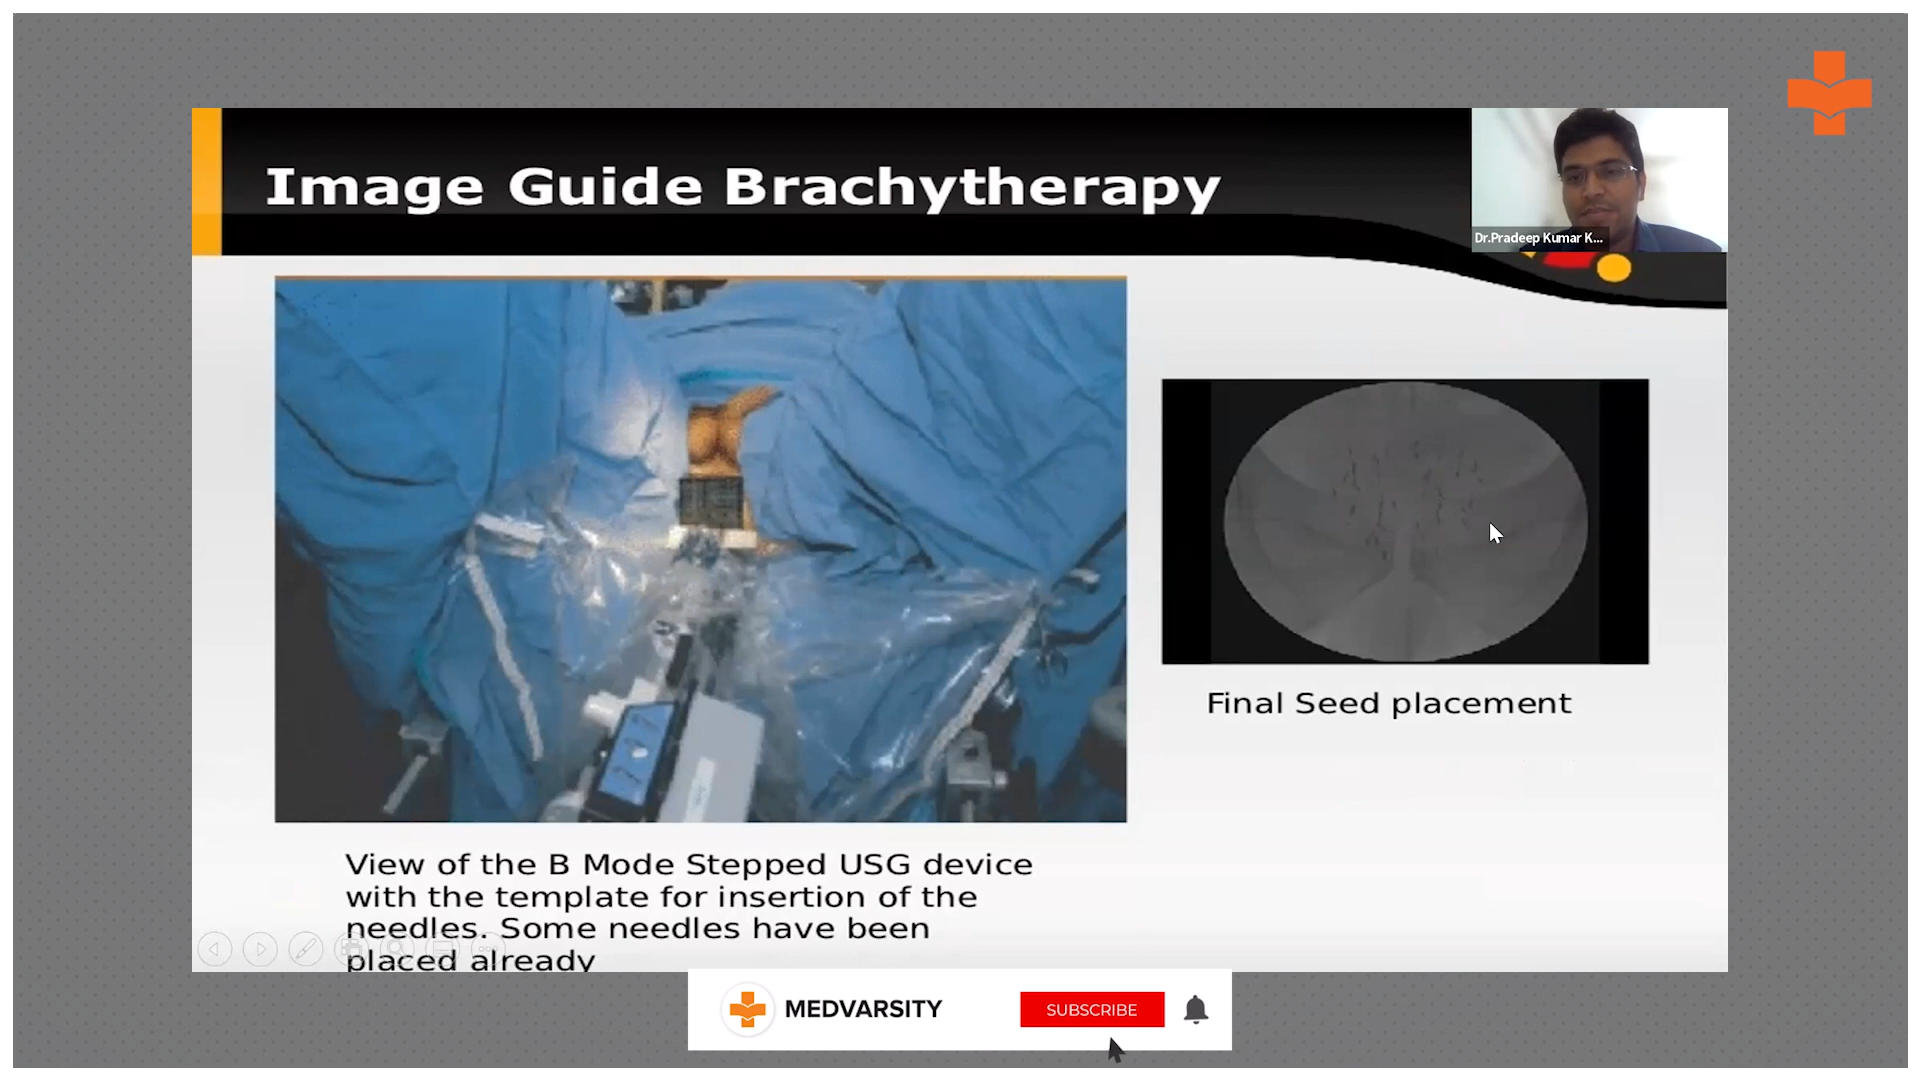 Image Guide Brachytherapy
Dr.Pradeep Kumar K...
Final Seed placement
View of the B Mode Stepped USG device
with the template for insertion of the
needles. Some needles have been
placed already
MEDVARSITY
SUBSCRIBE